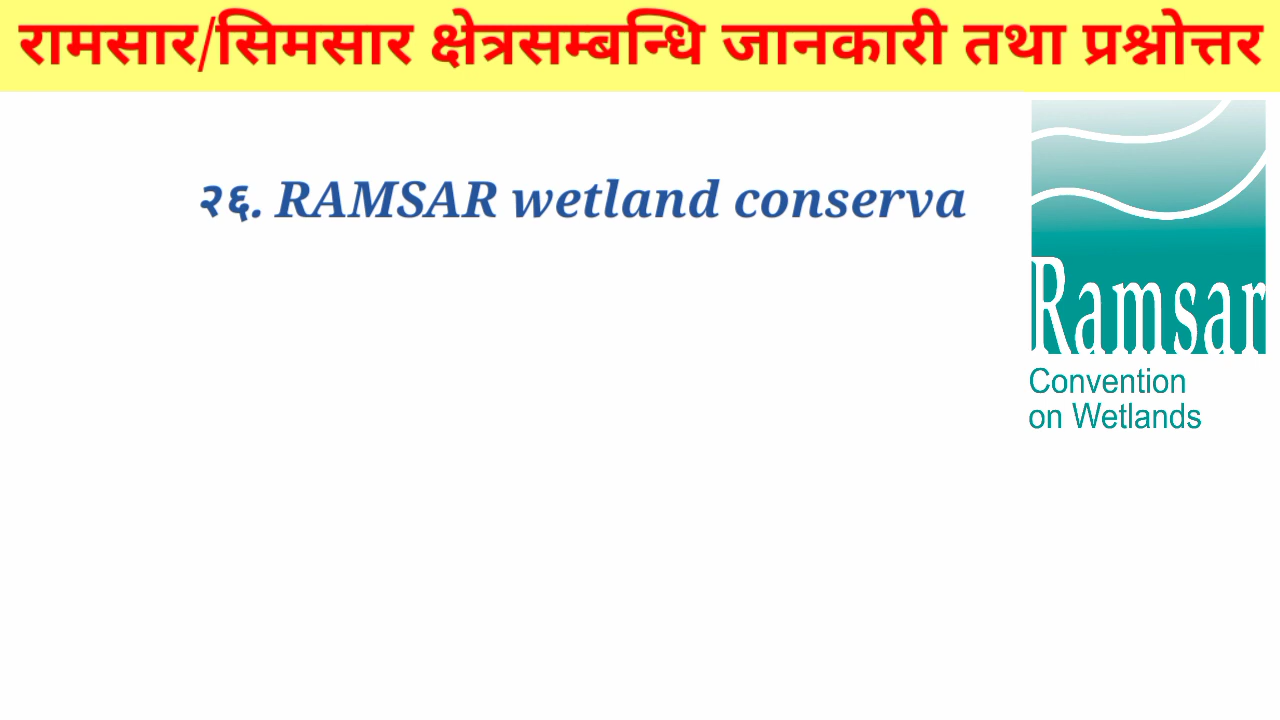 रामसार/सिमसार क्षेत्रसम्बन्धि जानकारी तथा प्रश्नोत्तर
२६. RAMSAR wetland conserva
Ramsar
Convention
on Wetlands